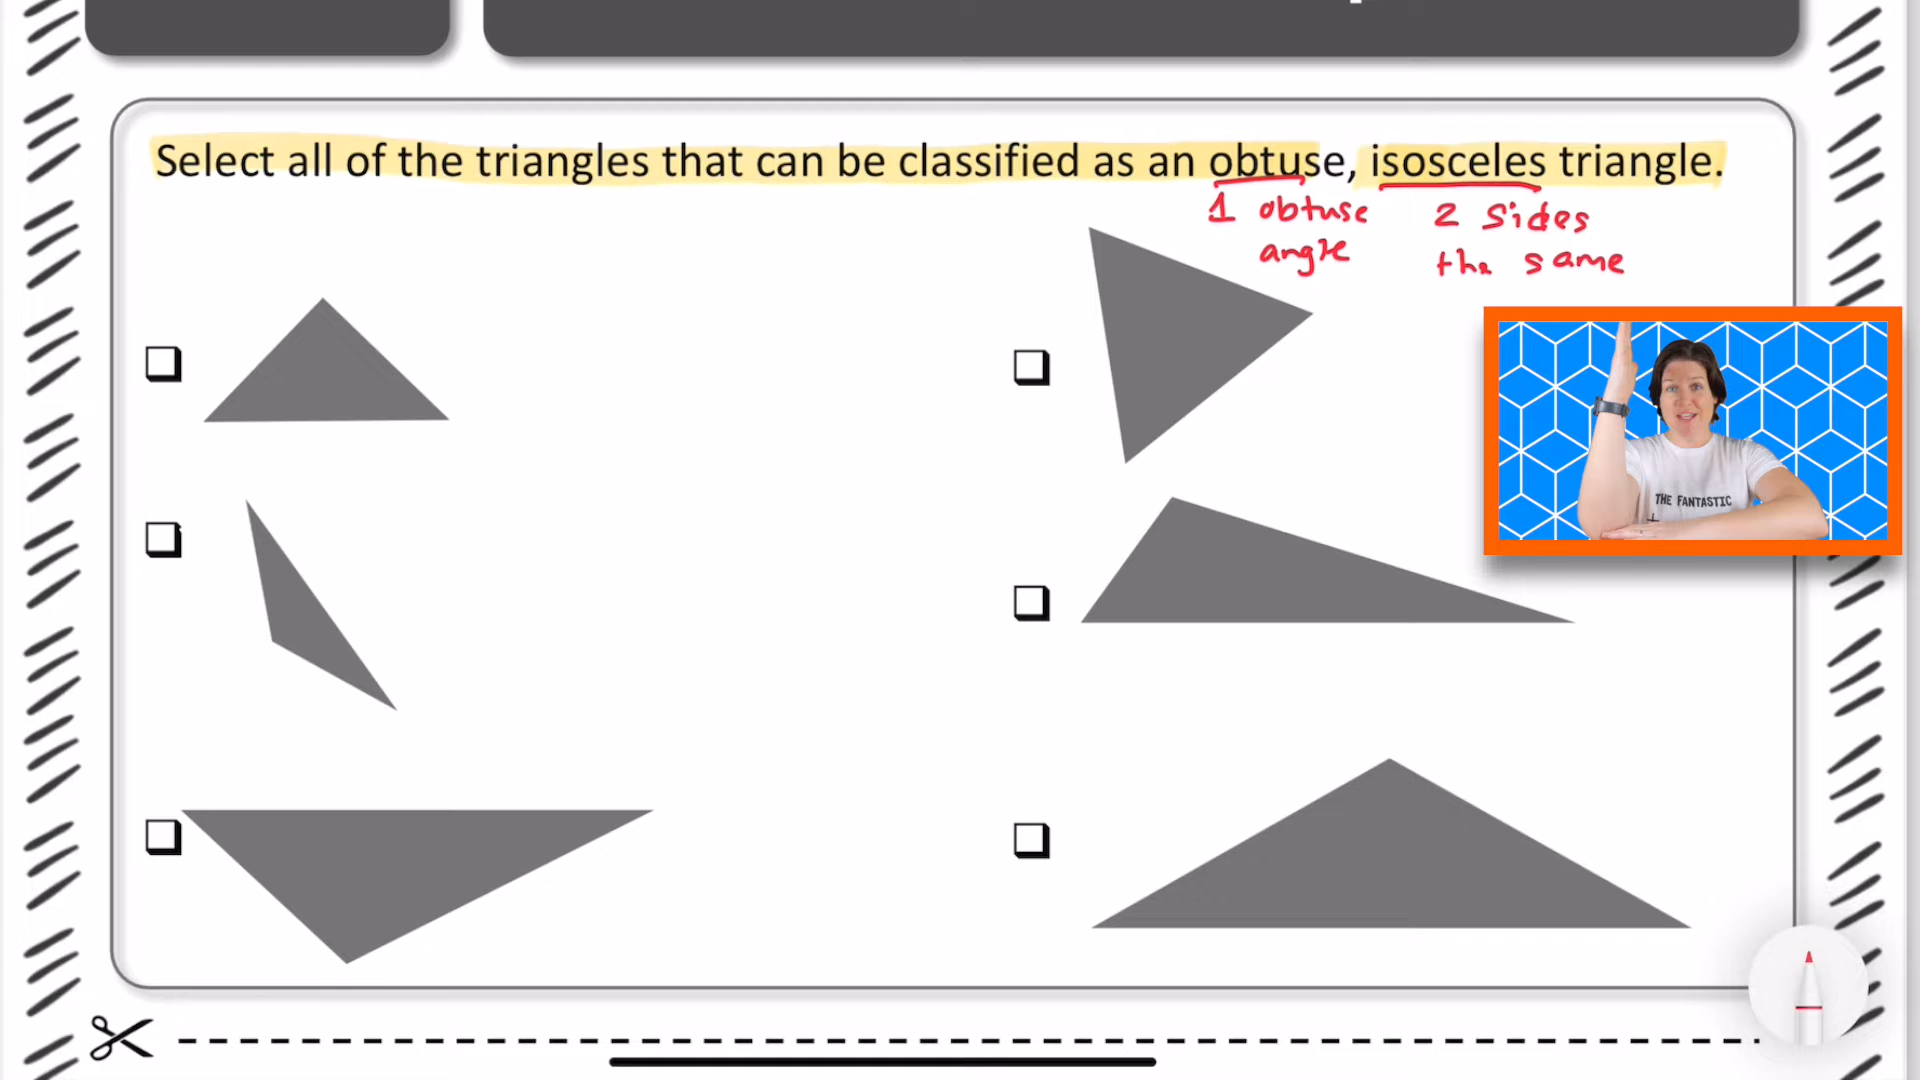 Select all of the triangles that can be classified as an obtuse, isosceles triangle.
1 obtuse
angle
2 sides
the same
THE FANTASTIC